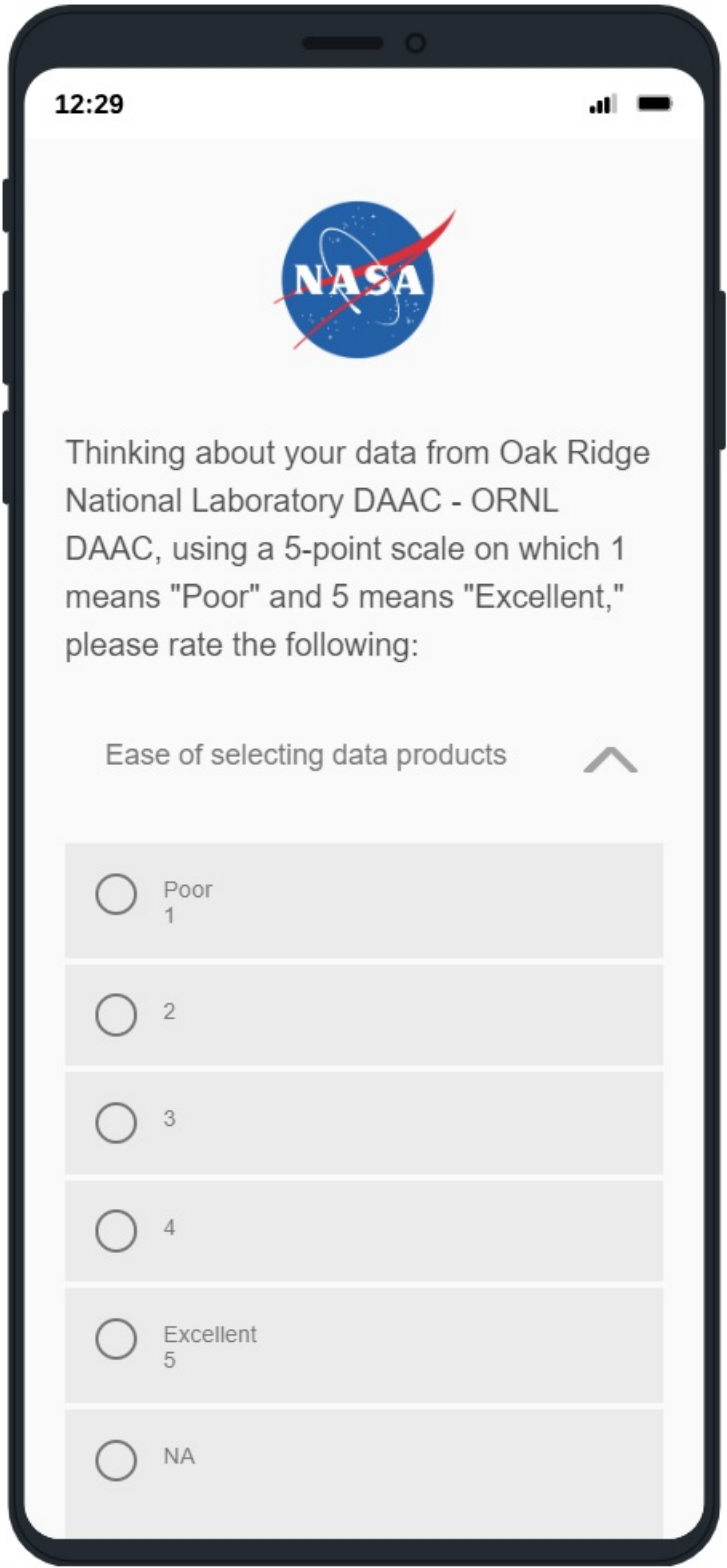 12:29
NASA
Thinking about your data from Oak Ridge
National Laboratory DAAC - ORNL
DAAC, using a 5-point scale on which 1
means "Poor" and 5 means "Excellent,"
please rate the following:
Ease of selecting data products
Poor
1
2
3
4
Excellent
5
NA